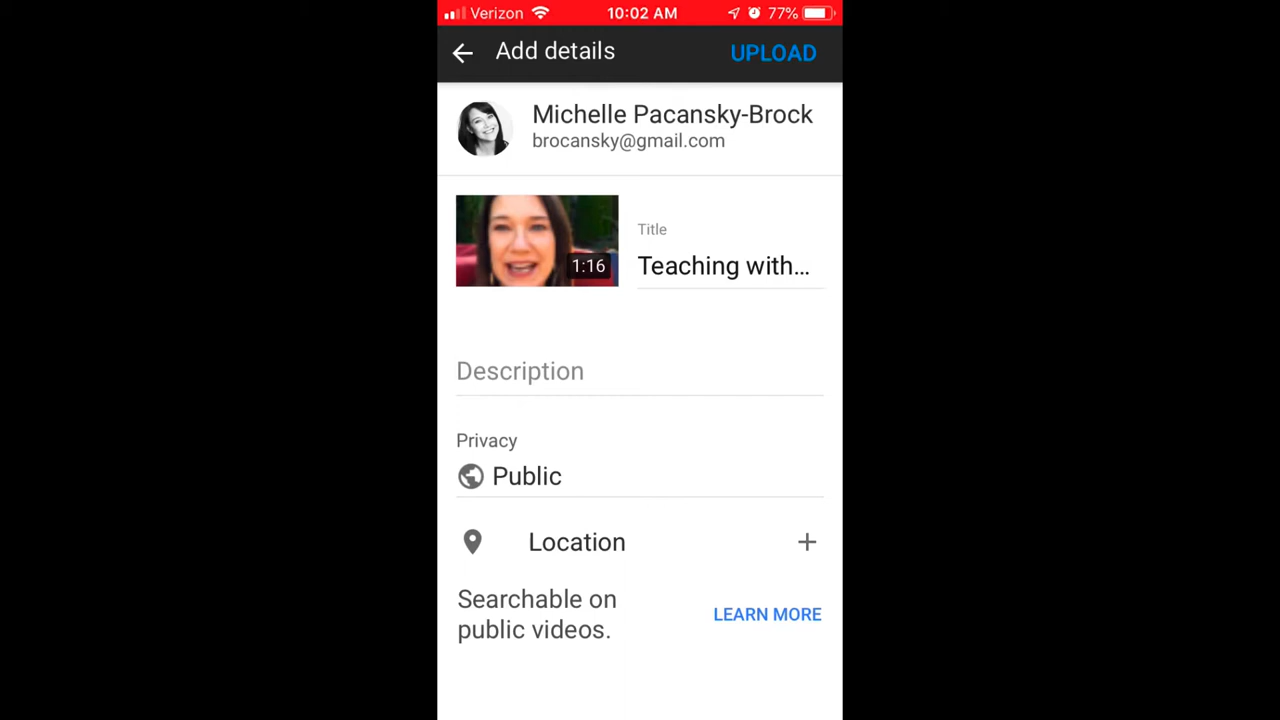 Verizon 10:02 AM 77%
Add details UPLOAD
Michelle Pacansky-Brock
brocansky@gmail.com
Title
1:16 Teaching with...
Description
Privacy
Public
Location +
Searchable on
public videos.
LEARN MORE